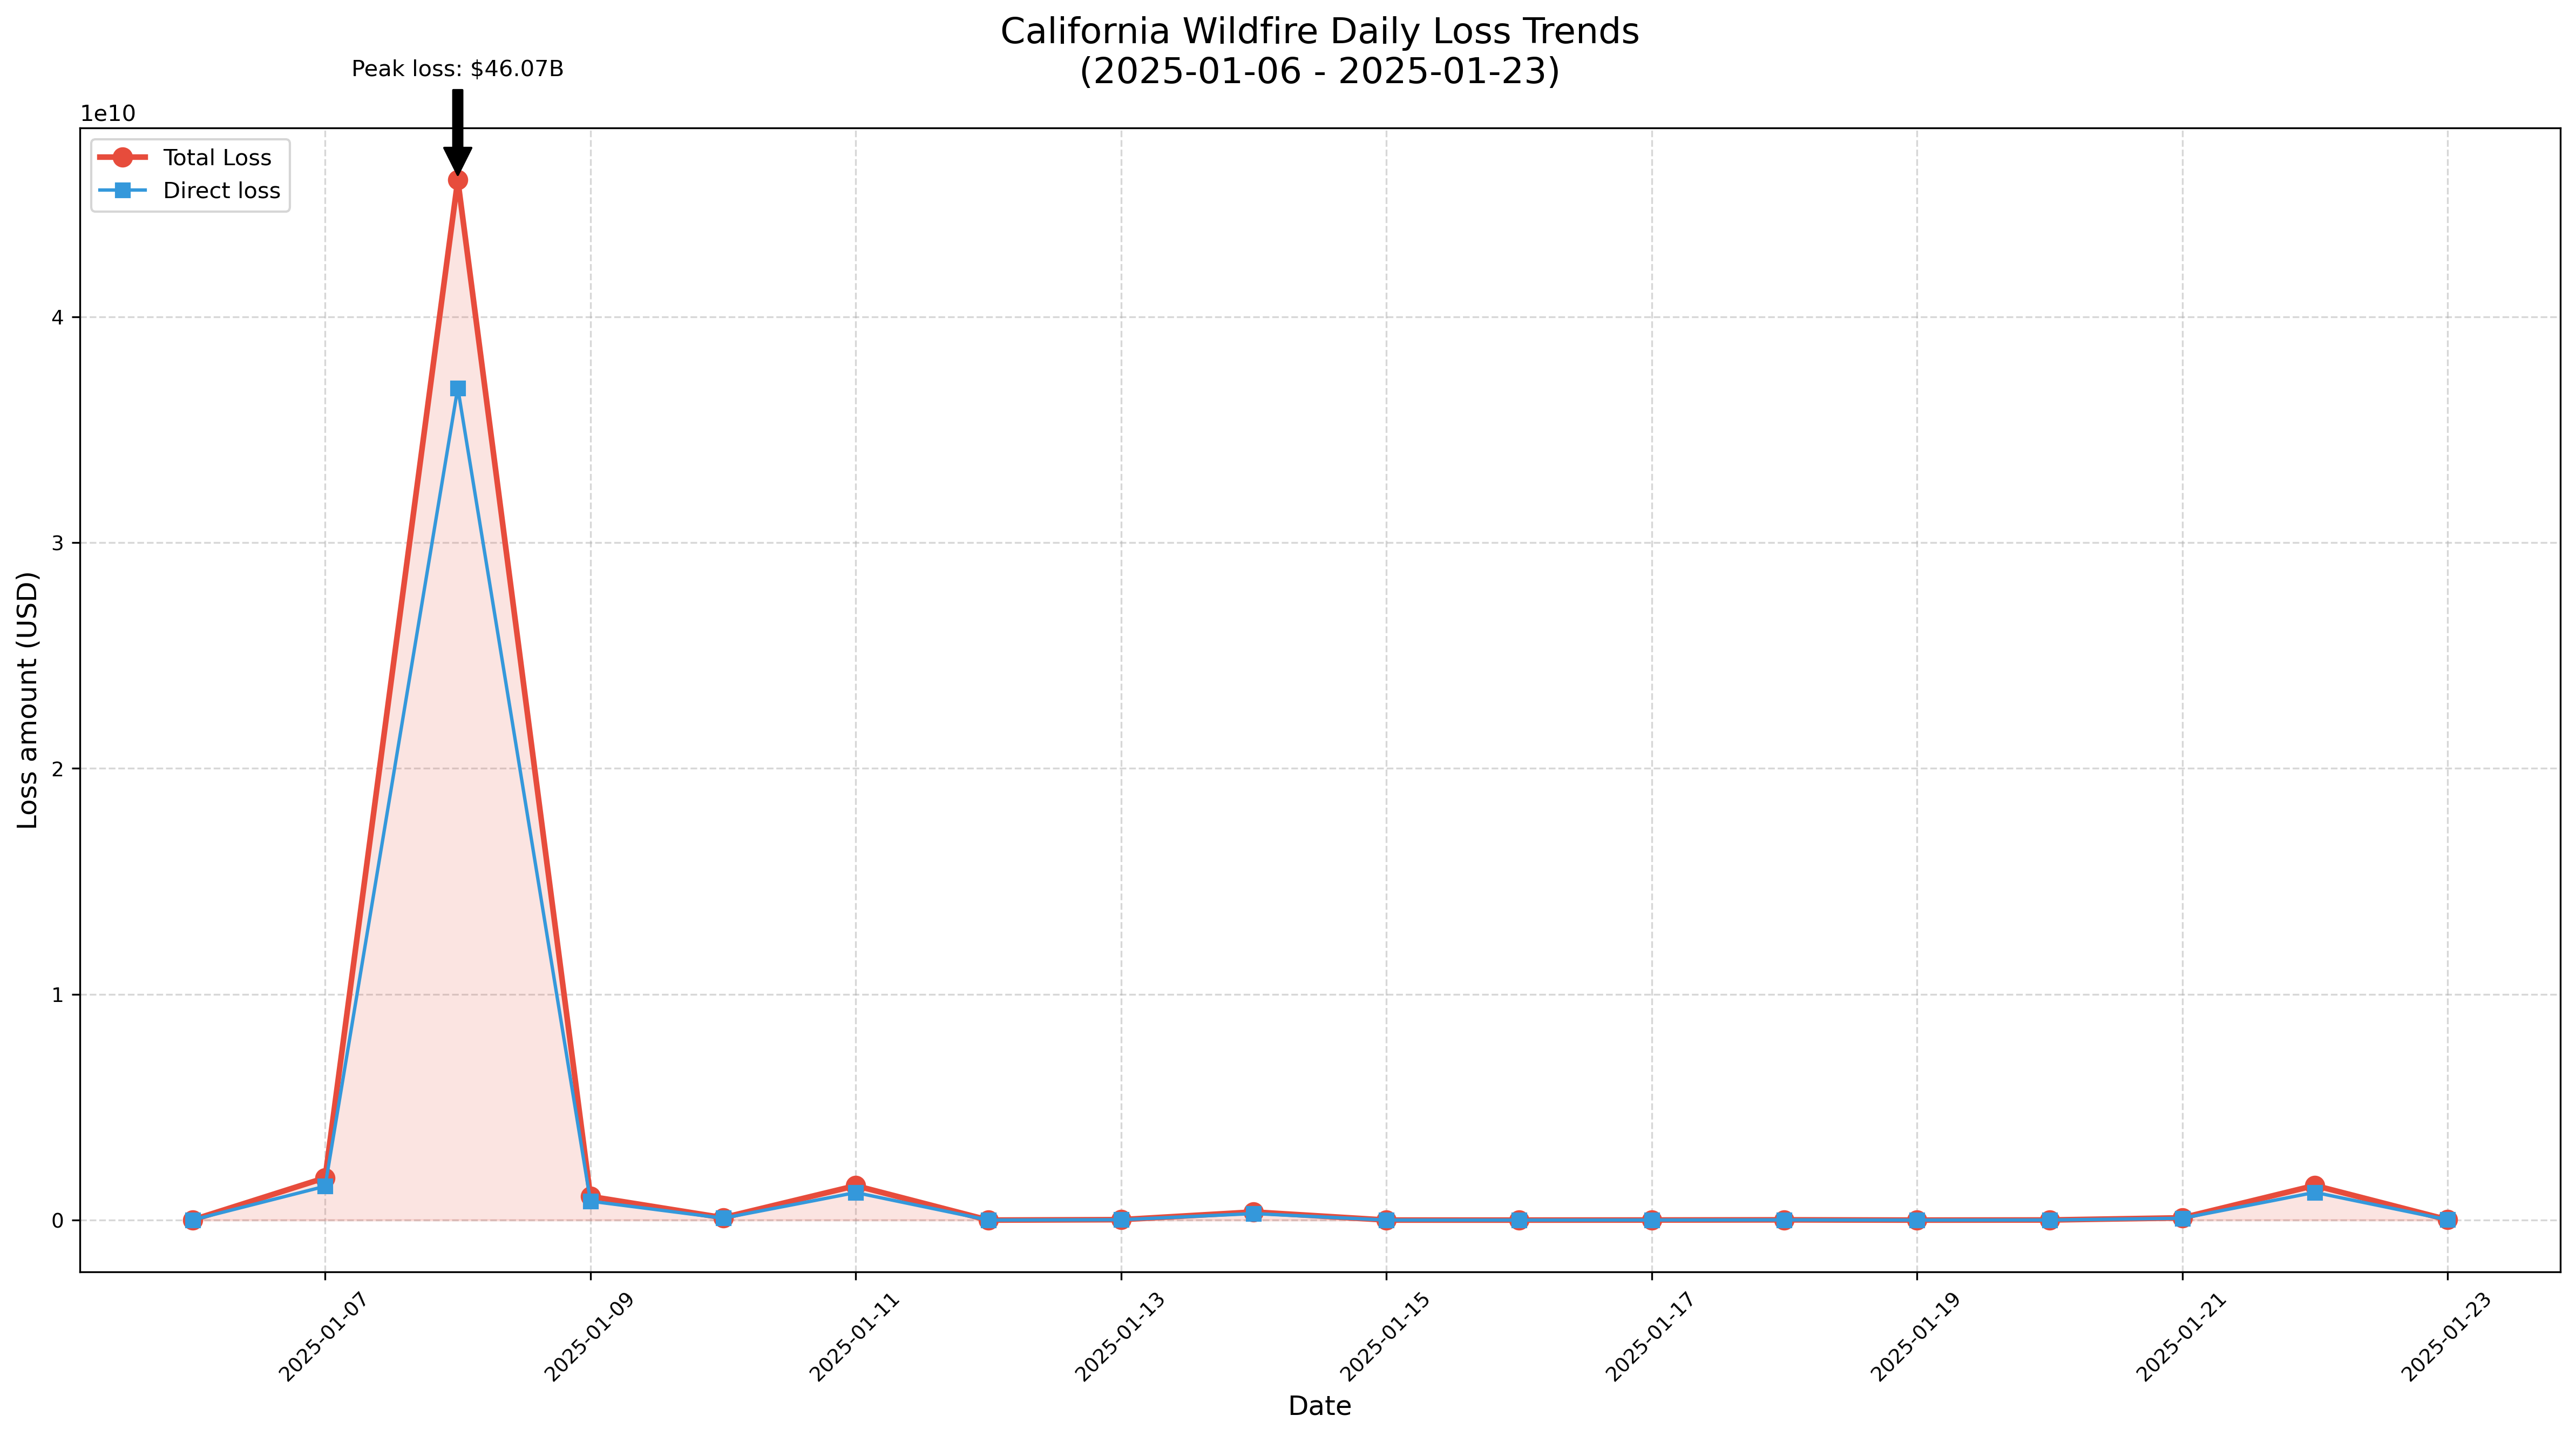 California Wildfire Daily Loss Trends
(2025-01-06 - 2025-01-23)
Peak loss: $46.07B
1e10
Total Loss
Direct loss
4
3
2
1
0
Loss amount (USD)
2025-01-07
2025-01-09
2025-01-11
2025-01-13
2025-01-15
2025-01-17
2025-01-19
2025-01-21
2025-01-23
Date